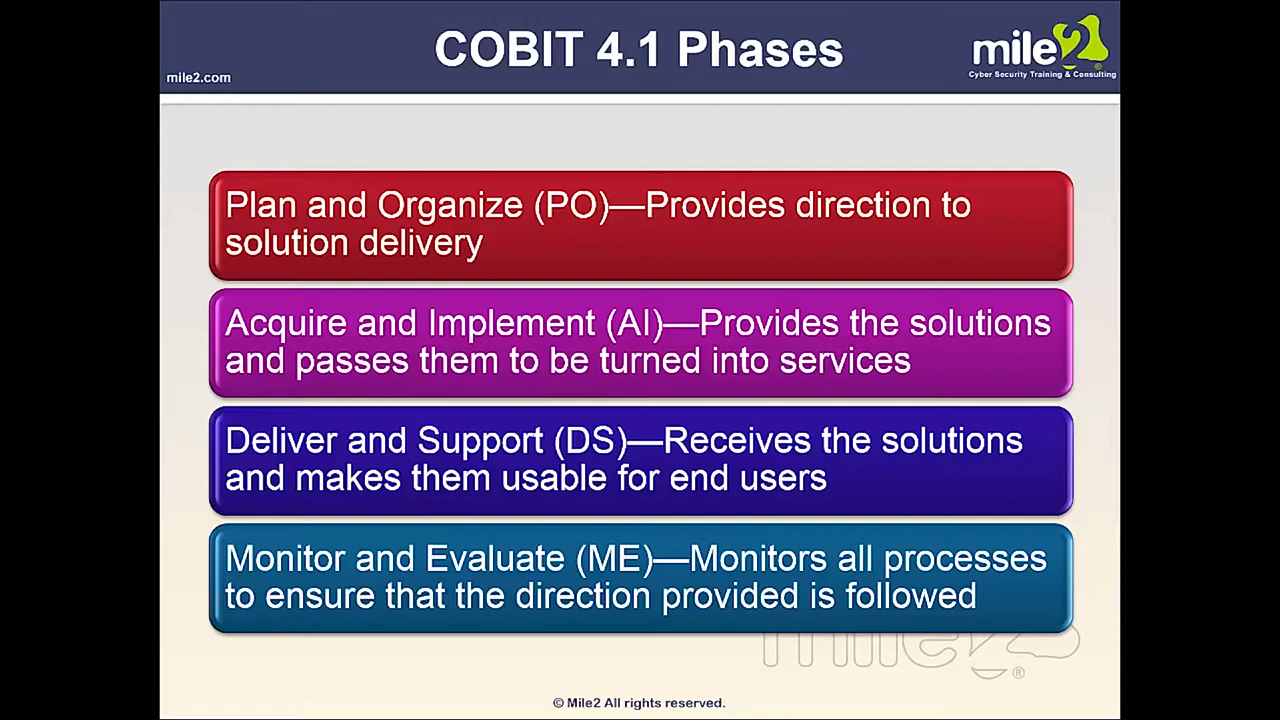 COBIT 4.1 Phases
mile2
®
Cyber Security Training & Consulting
mile2.com
Plan and Organize (PO)—Provides direction to
solution delivery
Acquire and Implement (AI)—Provides the solutions
and passes them to be turned into services
Deliver and Support (DS)—Receives the solutions
and makes them usable for end users
Monitor and Evaluate (ME)—Monitors all processes
to ensure that the direction provided is followed
mile2
®
© Mile2 All rights reserved.